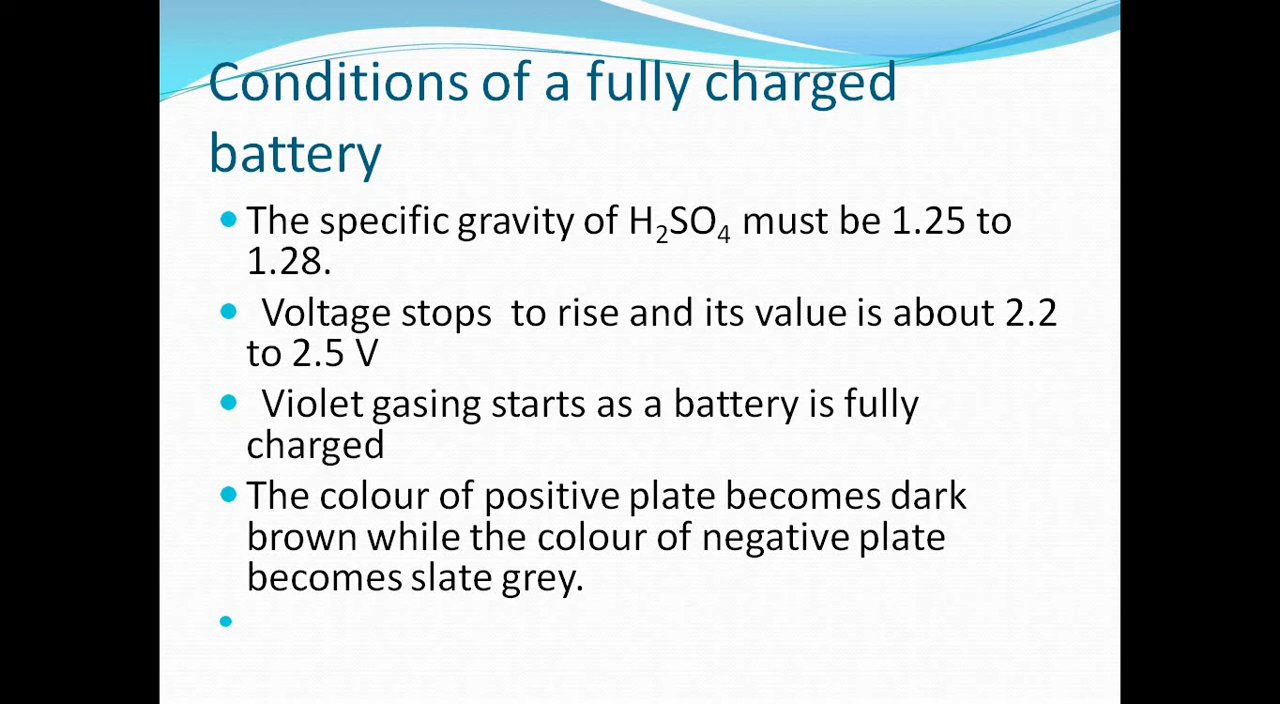 Conditions of a fully charged
battery
• The specific gravity of H₂SO₄ must be 1.25 to
1.28.
• Voltage stops to rise and its value is about 2.2
to 2.5 V
• Violet gasing starts as a battery is fully
charged
• The colour of positive plate becomes dark
brown while the colour of negative plate
becomes slate grey.
•